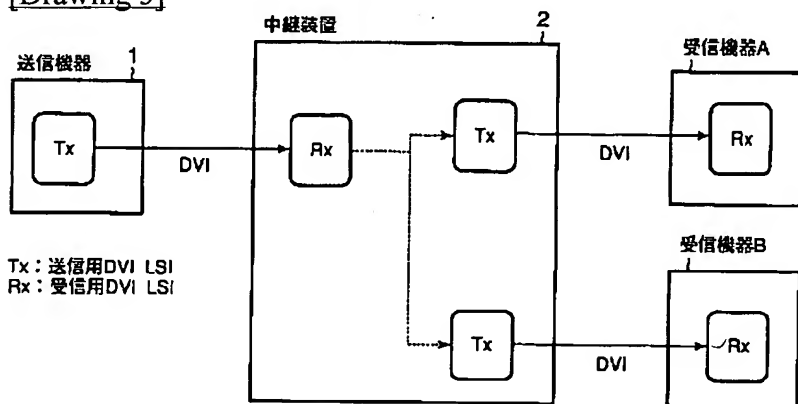 [Drawing 9]
中継装置
2
送信機器
1
受信機器A
Tx
DVI
Rx
Tx
DVI
Rx
Tx：送信用DVI LSI
Rx：受信用DVI LSI
受信機器B
Tx
DVI
Rx